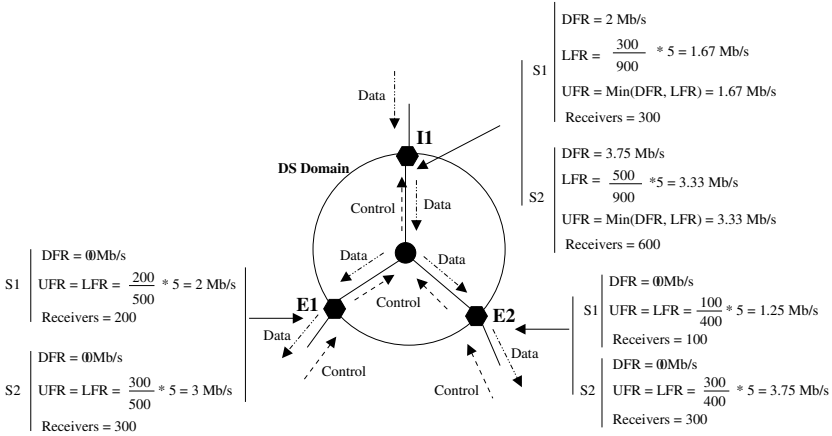 DFR = 2 Mb/s
S1 LFR = 300/900 * 5 = 1.67 Mb/s
UFR = Min(DFR, LFR) = 1.67 Mb/s
Receivers = 300
DFR = 3.75 Mb/s
S2 LFR = 500/900 *5 = 3.33 Mb/s
UFR = Min(DFR, LFR) = 3.33 Mb/s
Receivers = 600
Data
I1
DS Domain
Control
Data
Data
Data
E1
Control
E2
Data
Control
Data
Control
DFR = 0Mb/s
S1 UFR = LFR = 200/500 * 5 = 2 Mb/s
Receivers = 200
DFR = 0Mb/s
S2 UFR = LFR = 300/500 * 5 = 3 Mb/s
Receivers = 300
DFR = 0Mb/s
S1 UFR = LFR = 100/400 * 5 = 1.25 Mb/s
Receivers = 100
DFR = 0Mb/s
S2 UFR = LFR = 300/400 * 5 = 3.75 Mb/s
Receivers = 300